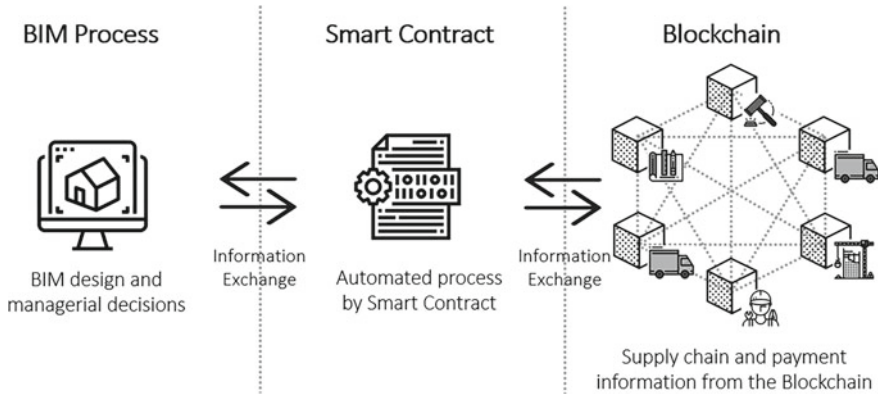 BIM Process
Smart Contract
Blockchain
Information
Exchange
Information
Exchange
BIM design and
managerial decisions
Automated process
by Smart Contract
Supply chain and payment
information from the Blockchain